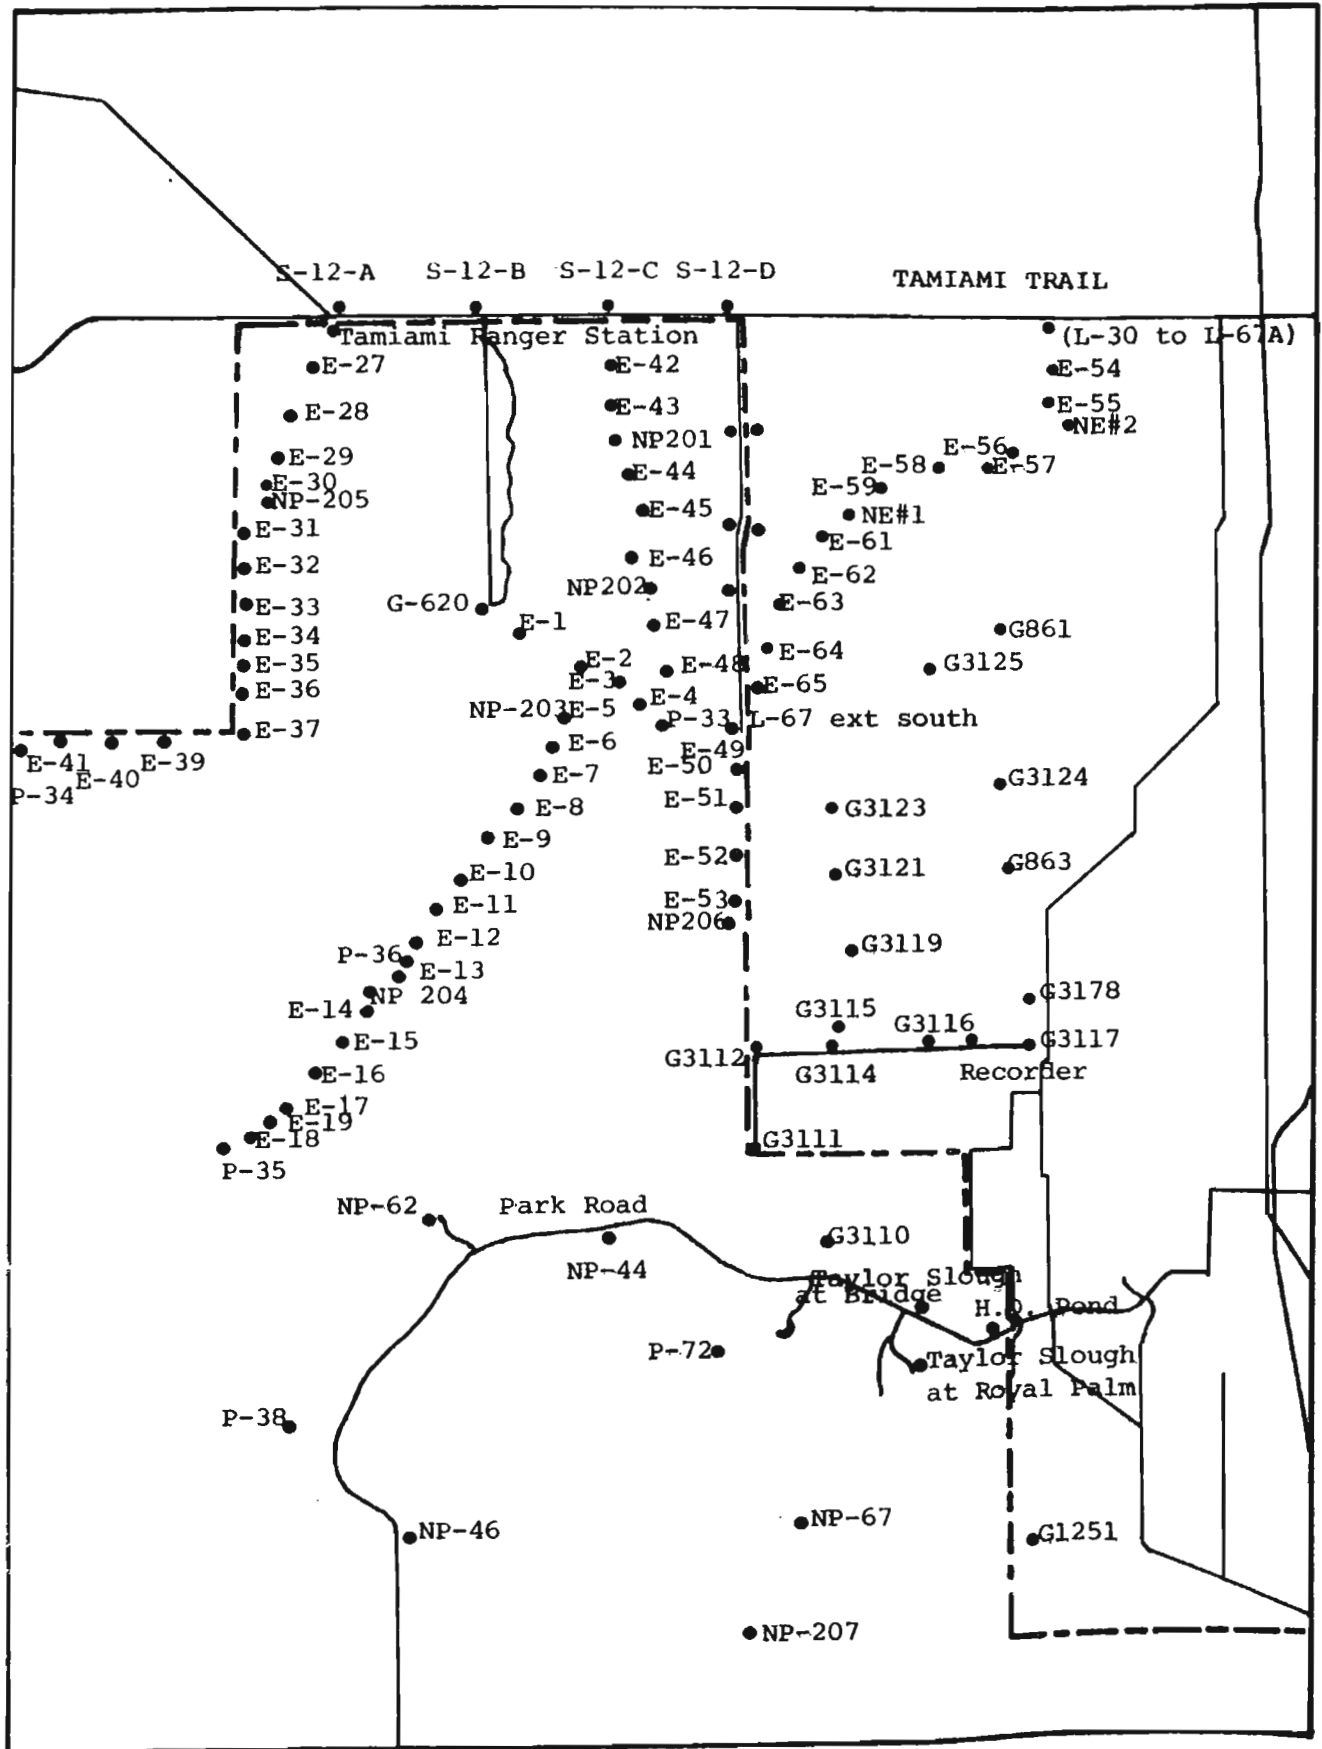 S-12-A S-12-B S-12-C S-12-D
TAMIAMI TRAIL
Tamiami Ranger Station
(L-30 to L-67A)
E-27
E-42
E-54
E-28
E-43
E-55
NP201
NE#2
E-29
E-44
E-56
E-58
E-57
E-30
E-59
NP-205
E-45
NE#1
E-31
E-61
E-32
E-46
E-62
NP202
E-33
G-620
E-63
E-1
E-47
G861
E-34
E-64
E-35
E-2
E-48
G3125
E-36
E-3
E-65
E-4
NP-203
E-5
P-33
L-67 ext south
E-37
E-6
E-49
E-41
E-40
E-39
E-50
P-34
E-7
G3124
E-8
E-51
G3123
E-9
E-52
G3121
G863
E-10
E-53
E-11
NP206
E-12
G3119
P-36
E-13
NP 204
G3178
E-14
G3115
G3116
E-15
G3117
G3112
G3114
Recorder
E-16
E-17
E-19
E-18
G3111
P-35
NP-62
Park Road
G3110
NP-44
Taylor Slough
at Bridge
H.Q. Pond
P-72
Taylor Slough
at Royal Palm
P-38
NP-67
NP-46
G1251
NP-207